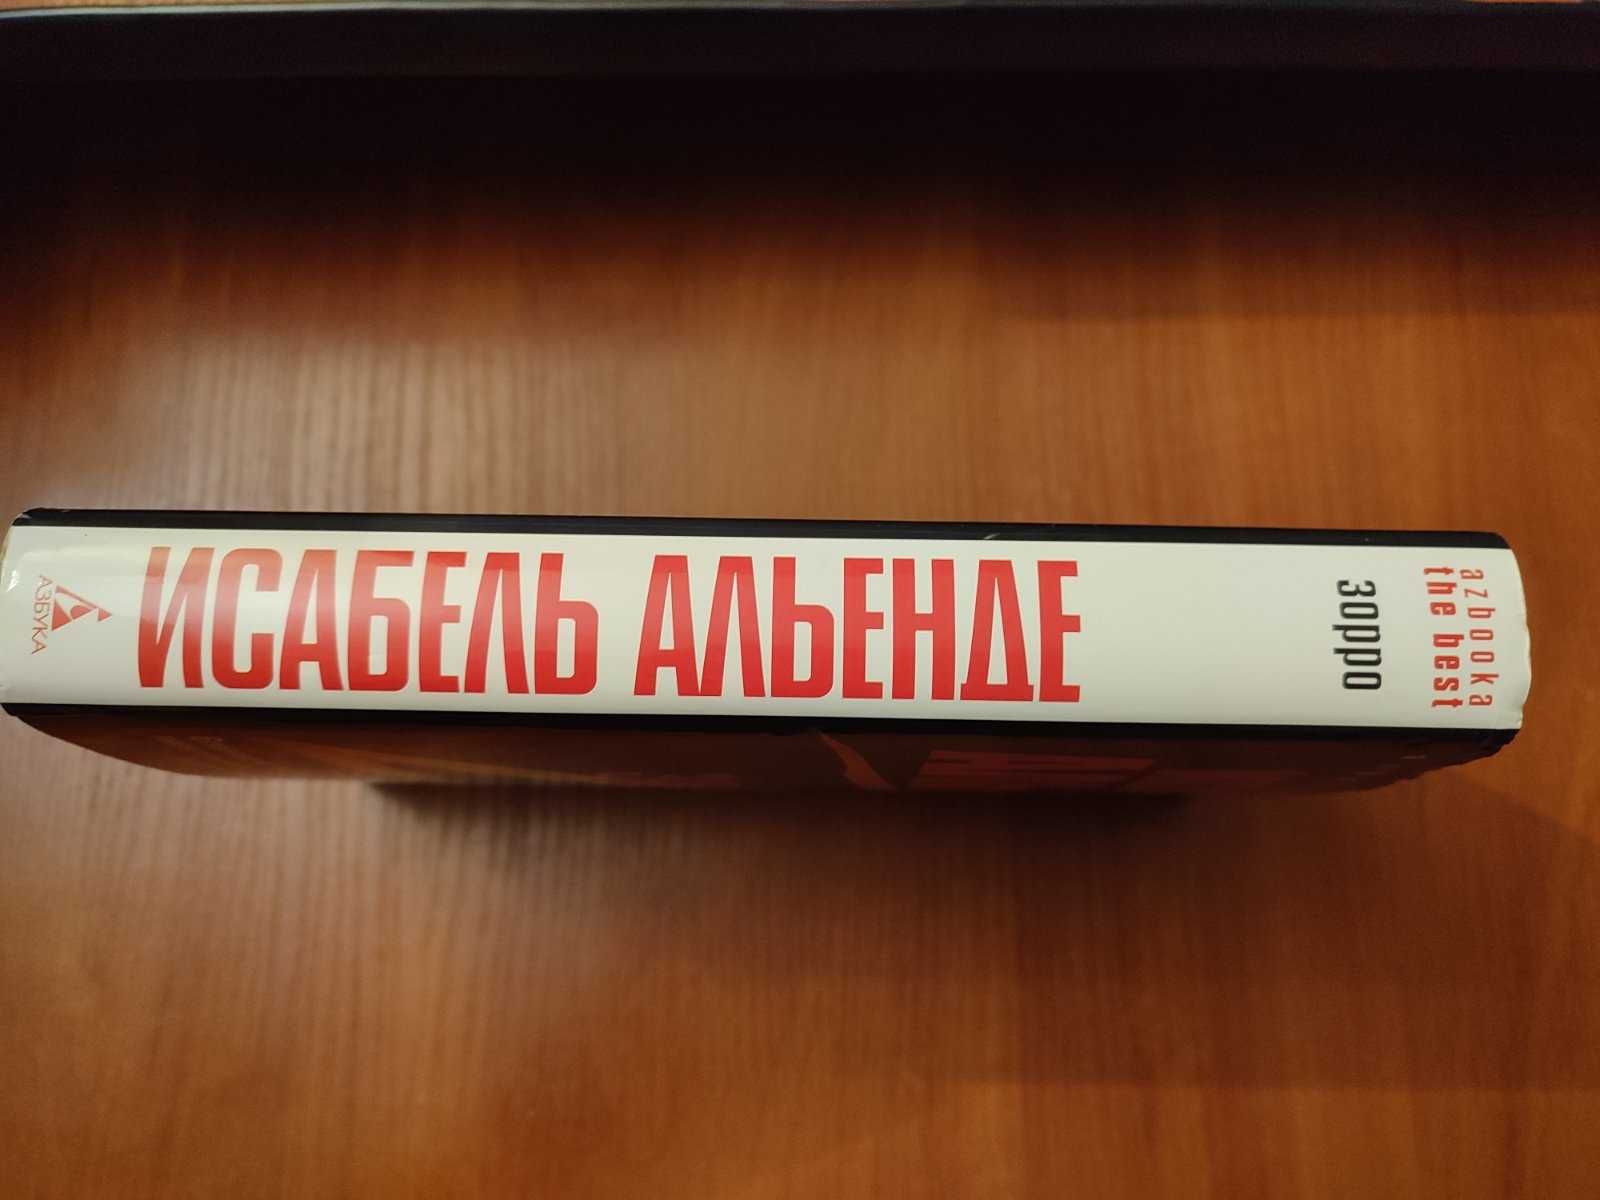 АЗБУКА
ИСАБЕЛЬ АЛЬЕНДЕ
Зорро
azbooka
the best